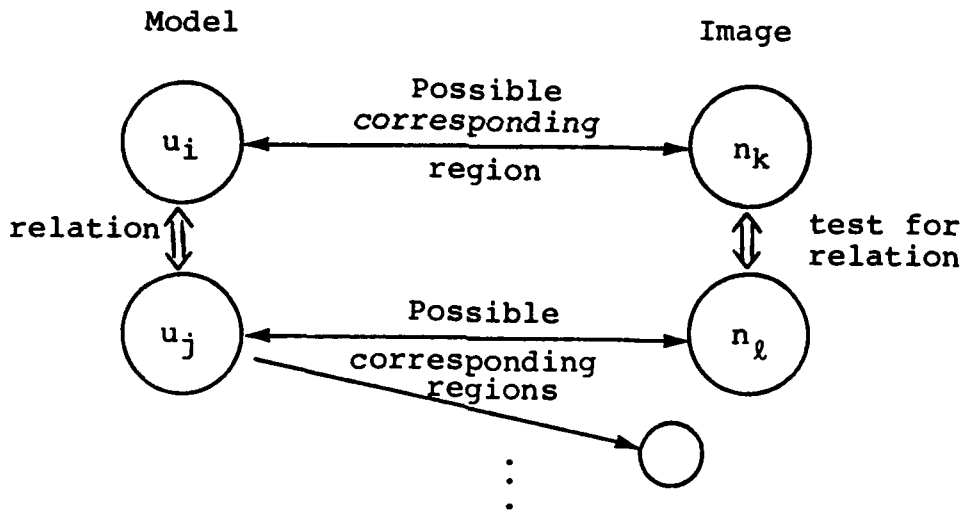 Model
Image
Possible
corresponding
region
u_i
n_k
relation
test for
relation
Possible
corresponding
regions
u_j
n_ℓ